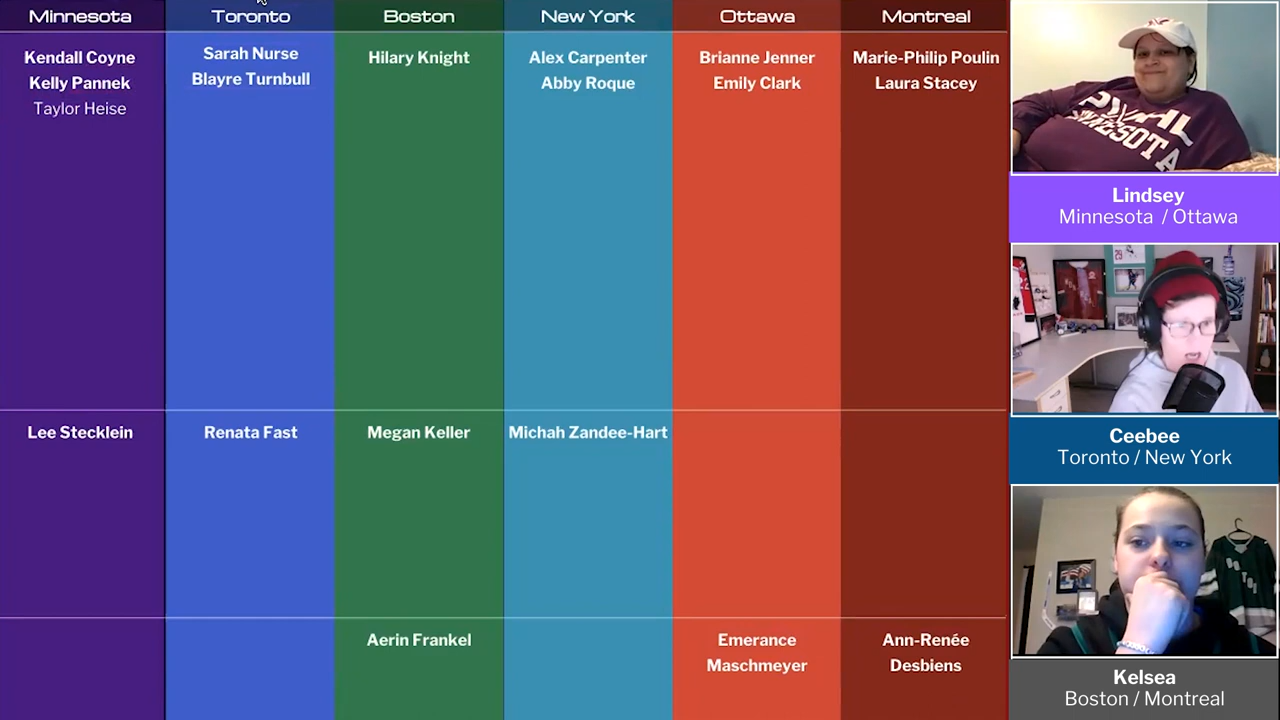 Minnesota
Toronto
Boston
New York
Ottawa
Montreal
Kendall Coyne
Kelly Pannek
Taylor Heise
Sarah Nurse
Blayre Turnbull
Hilary Knight
Alex Carpenter
Abby Roque
Brianne Jenner
Emily Clark
Marie-Philip Poulin
Laura Stacey
Lee Stecklein
Renata Fast
Megan Keller
Michah Zandee-Hart
Aerin Frankel
Emerance
Maschmeyer
Ann-Renée
Desbiens
PWHL
MINNESOTA
Lindsey
Minnesota / Ottawa
Ceebee
Toronto / New York
Kelsea
Boston / Montreal